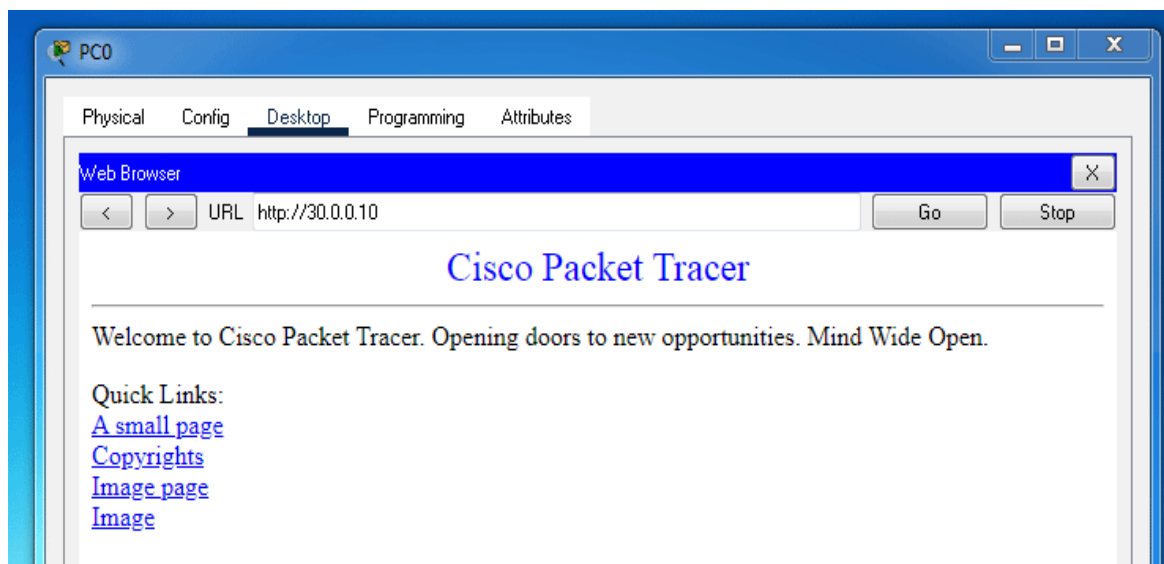 PC0
X
Physical Config Desktop Programming Attributes
Web Browser X
< > URL http://30.0.0.10 Go Stop
Cisco Packet Tracer
Welcome to Cisco Packet Tracer. Opening doors to new opportunities. Mind Wide Open.
Quick Links:
A small page
Copyrights
Image page
Image